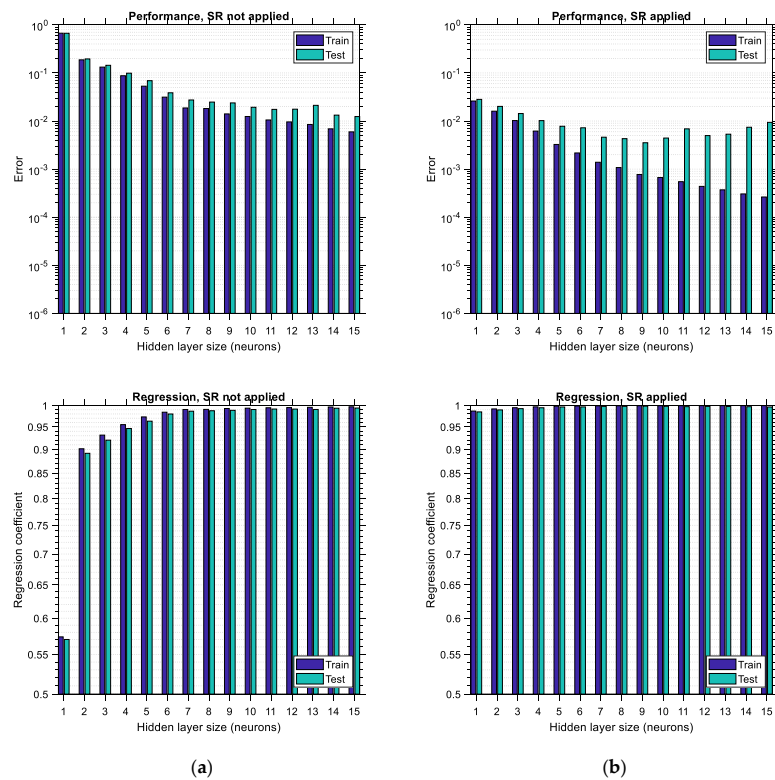 Performance, SR not applied
10^0
10^-1
10^-2
10^-3
10^-4
10^-5
10^-6
Error
Train
Test
1 2 3 4 5 6 7 8 9 10 11 12 13 14 15
Hidden layer size (neurons)
Performance, SR applied
10^0
10^-1
10^-2
10^-3
10^-4
10^-5
10^-6
Error
Train
Test
1 2 3 4 5 6 7 8 9 10 11 12 13 14 15
Hidden layer size (neurons)
Regression, SR not applied
1
0.95
0.9
0.85
0.8
0.75
0.7
0.65
0.6
0.55
0.5
Regression coefficient
Train
Test
1 2 3 4 5 6 7 8 9 10 11 12 13 14 15
Hidden layer size (neurons)
Regression, SR applied
1
0.95
0.9
0.85
0.8
0.75
0.7
0.65
0.6
0.55
0.5
Regression coefficient
Train
Test
1 2 3 4 5 6 7 8 9 10 11 12 13 14 15
Hidden layer size (neurons)
(a)
(b)